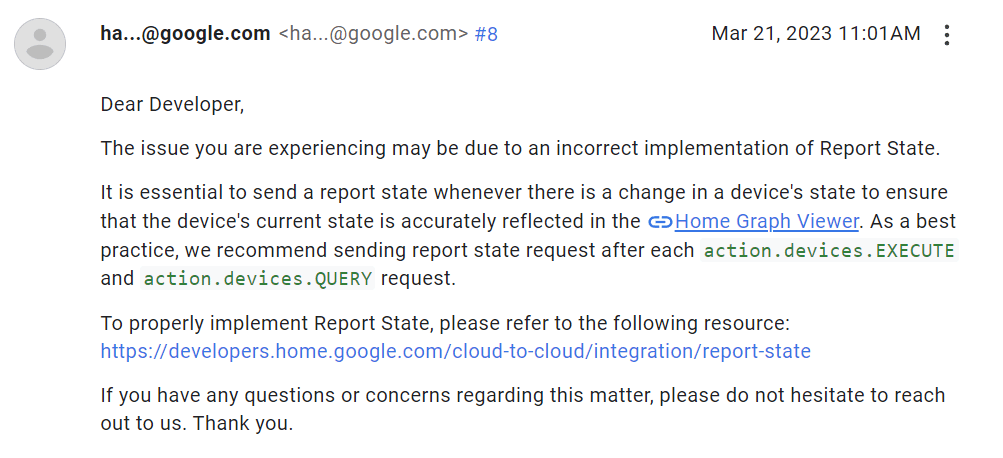 ha...@google.com <ha...@google.com> #8 Mar 21, 2023 11:01AM
Dear Developer,
The issue you are experiencing may be due to an incorrect implementation of Report State.
It is essential to send a report state whenever there is a change in a device's state to ensure
that the device's current state is accurately reflected in the Home Graph Viewer. As a best
practice, we recommend sending report state request after each action.devices.EXECUTE
and action.devices.QUERY request.
To properly implement Report State, please refer to the following resource:
https://developers.home.google.com/cloud-to-cloud/integration/report-state
If you have any questions or concerns regarding this matter, please do not hesitate to reach
out to us. Thank you.